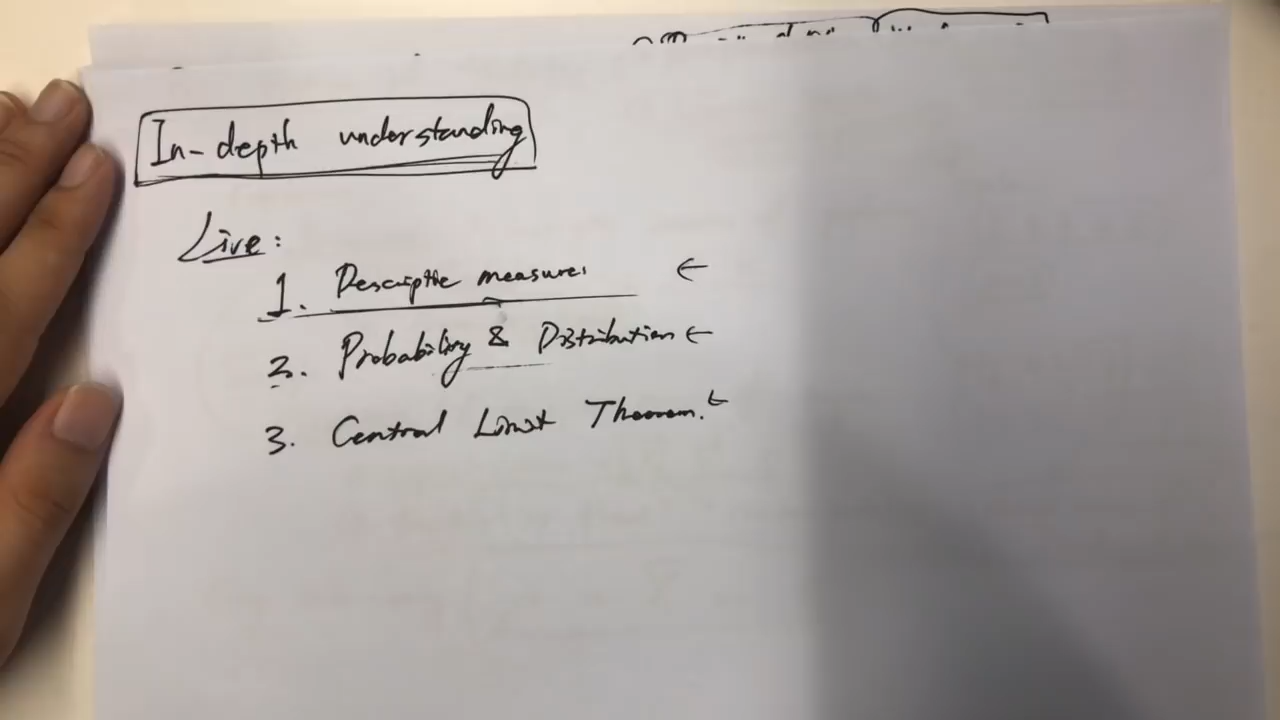 In-depth understanding
Live:
1. Descriptive measures ←
2. Probability & Distribution ←
3. Central Limit Theorem. ←